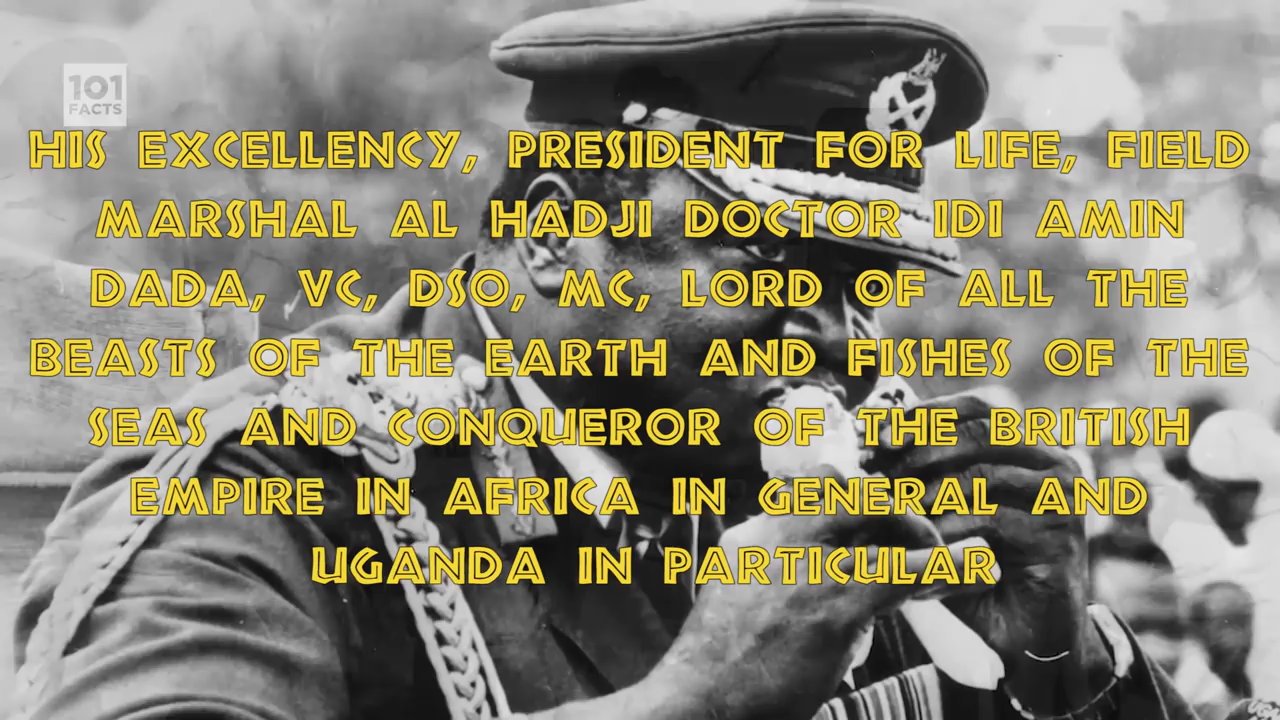 101
FACTS
HIS EXCELLENCY, PRESIDENT FOR LIFE, FIELD
MARSHAL AL HADJI DOCTOR IDI AMIN
DADA, VC, DSO, MC, LORD OF ALL THE
BEASTS OF THE EARTH AND FISHES OF THE
SEAS AND CONQUEROR OF THE BRITISH
EMPIRE IN AFRICA IN GENERAL AND
UGANDA IN PARTICULAR